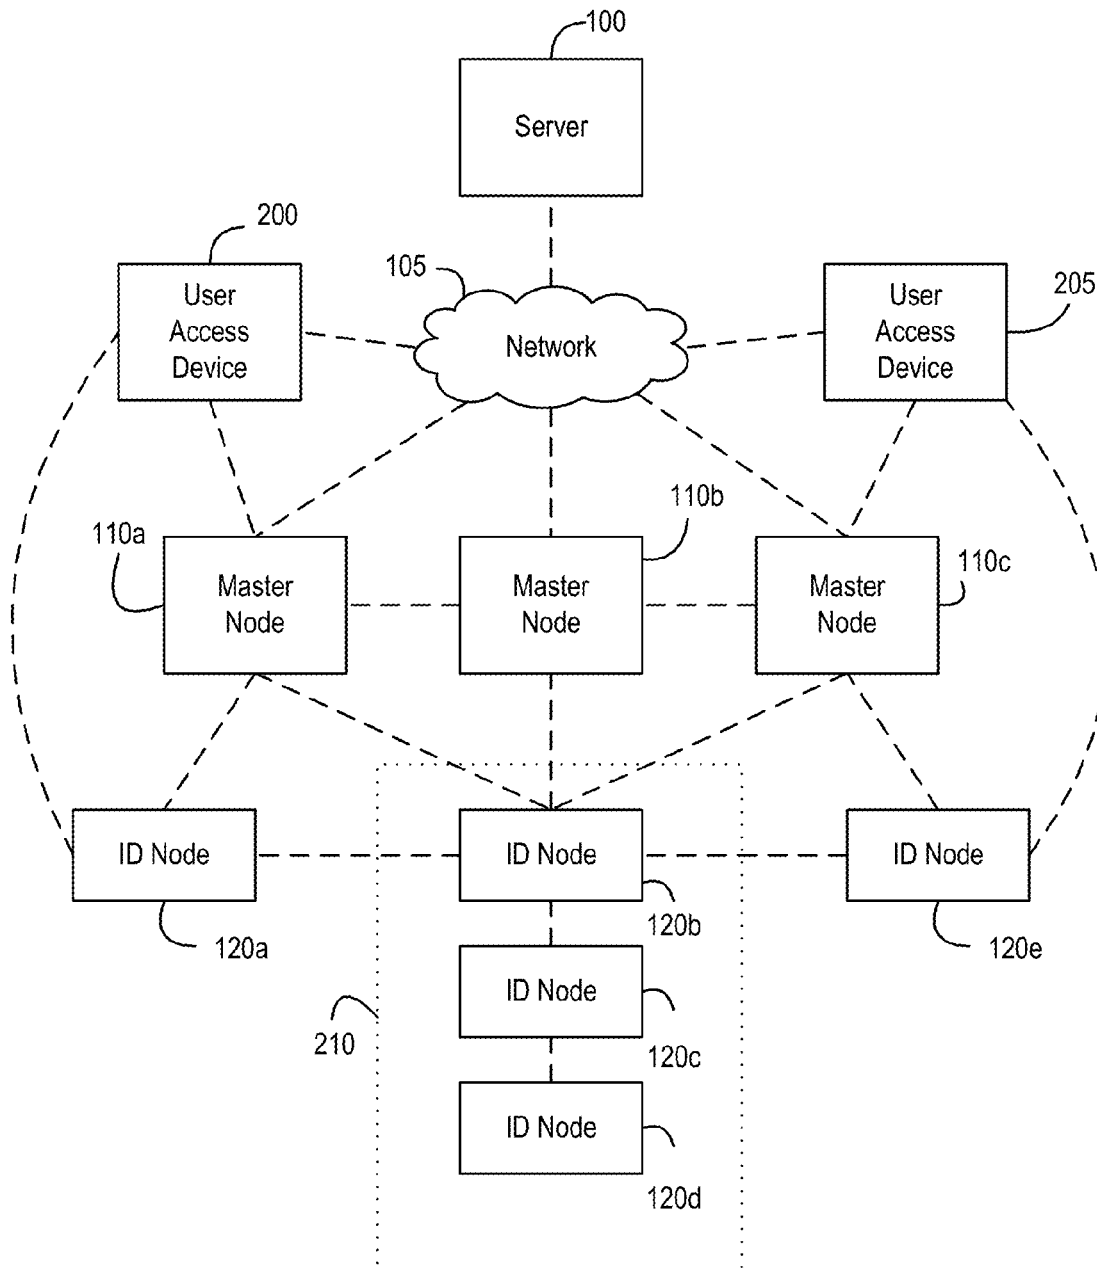 100
Server
200
User
Access
Device
105
Network
User
Access
Device
205
110a
Master
Node
110b
Master
Node
110c
Master
Node
ID Node
120a
ID Node
120b
ID Node
120e
210
ID Node
120c
ID Node
120d